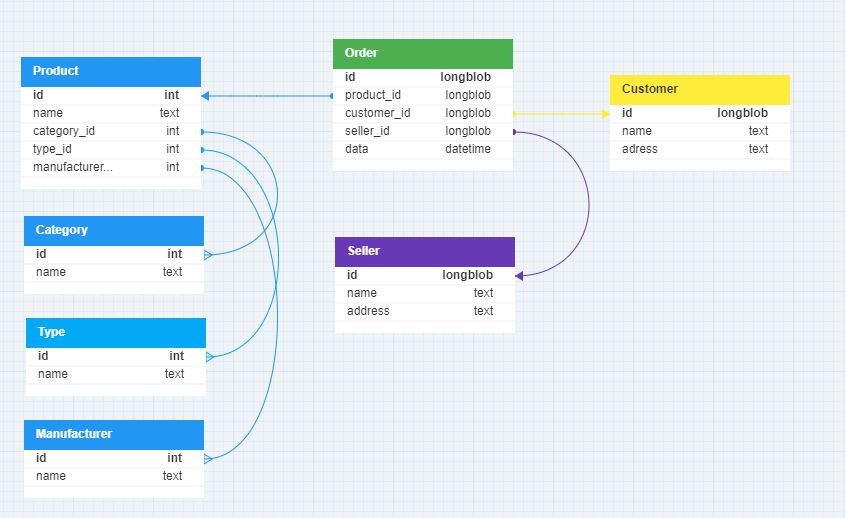 Product
id int
name text
category_id int
type_id int
manufacturer... int
Category
id int
name text
Type
id int
name text
Manufacturer
id int
name text
Order
id longblob
product_id longblob
customer_id longblob
seller_id longblob
data datetime
Seller
id longblob
name text
address text
Customer
id longblob
name text
adress text